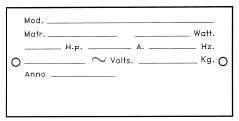 Mod.
Matr. Watt.
H.p. A. Hz.
~ Volts. Kg.
Anno